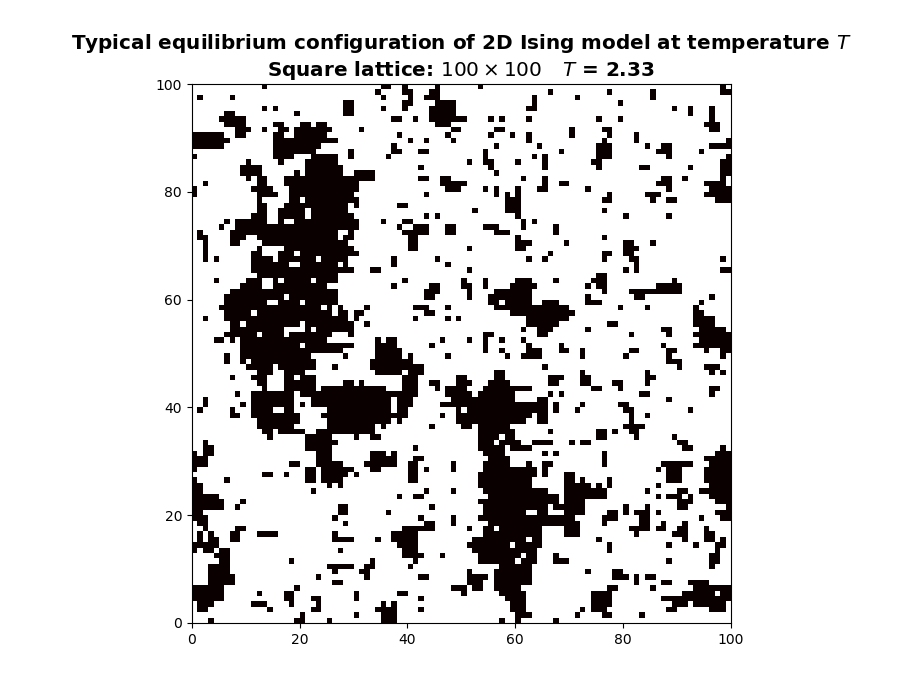 Typical equilibrium configuration of 2D Ising model at temperature T
Square lattice: 100 × 100 T = 2.33
100
80
60
40
20
0
0 20 40 60 80 100